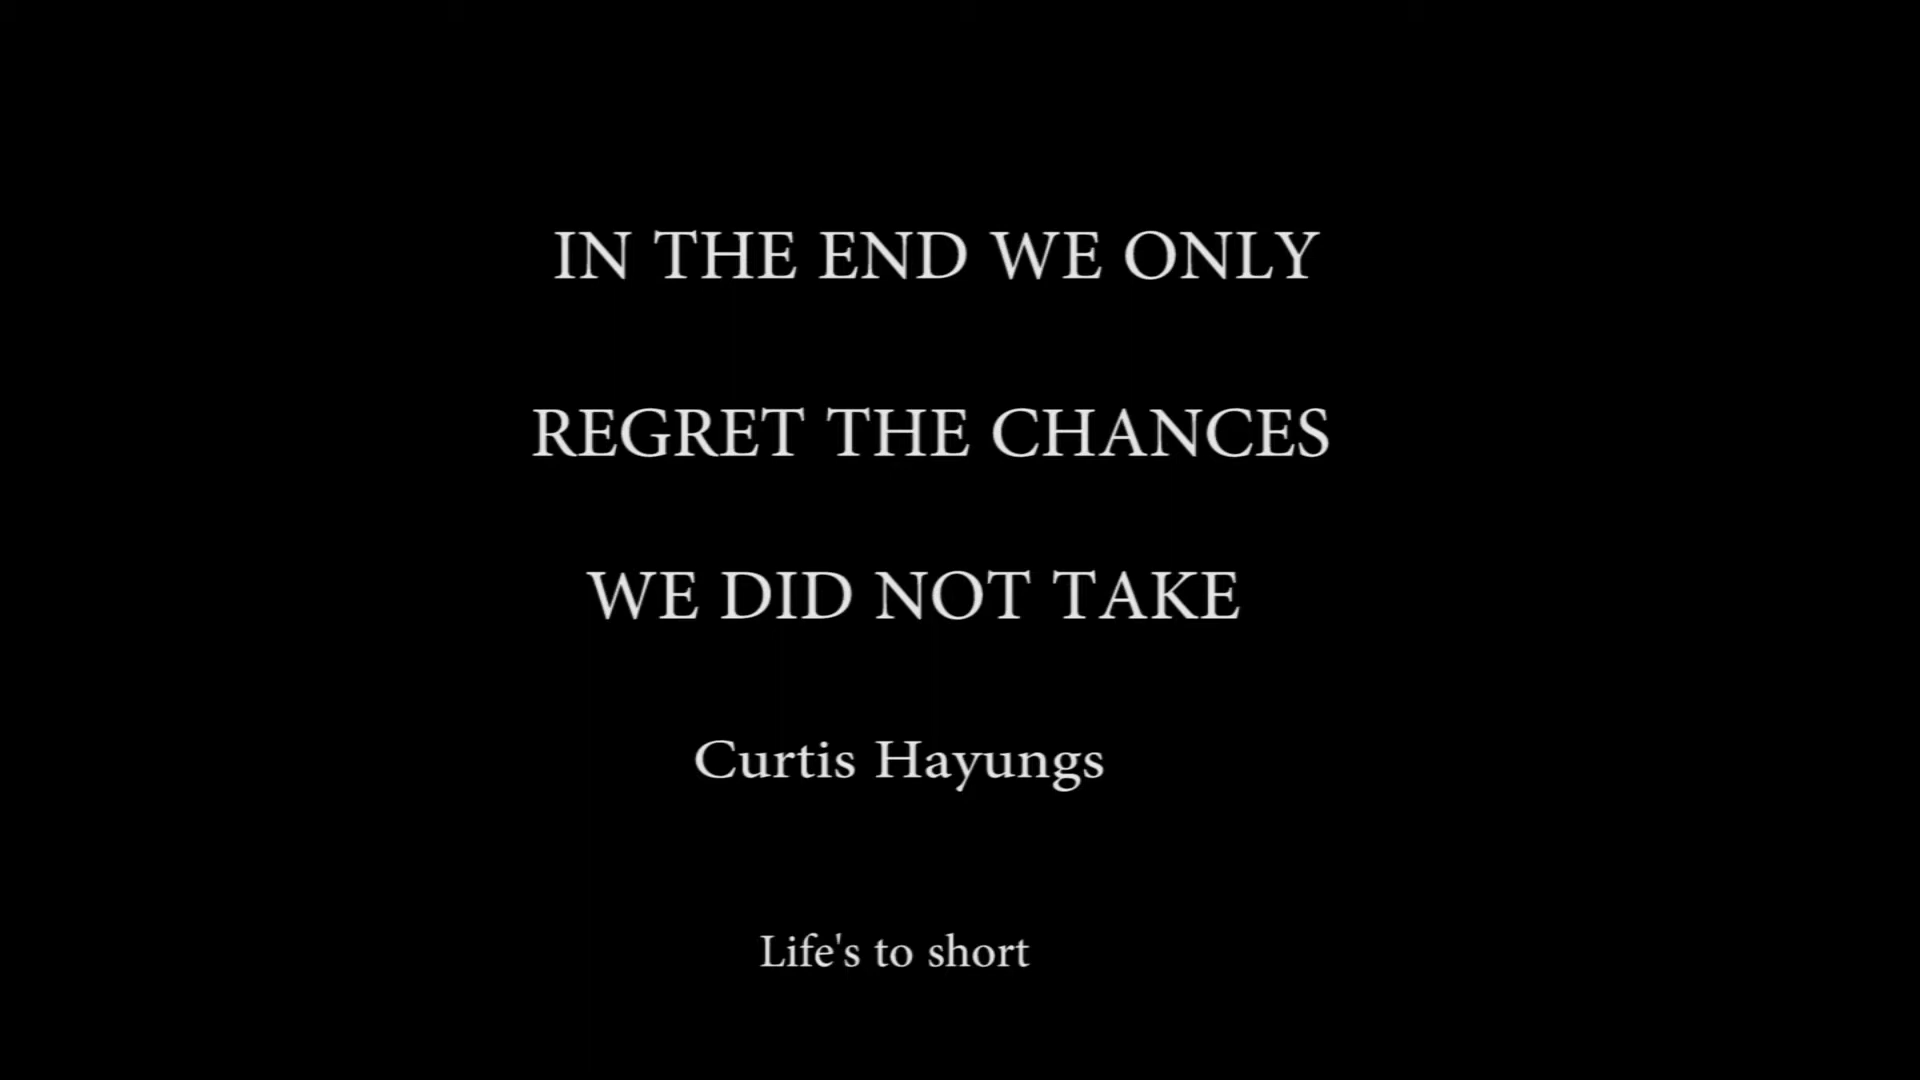 IN THE END WE ONLY
REGRET THE CHANCES
WE DID NOT TAKE
Curtis Hayungs
Life's to short